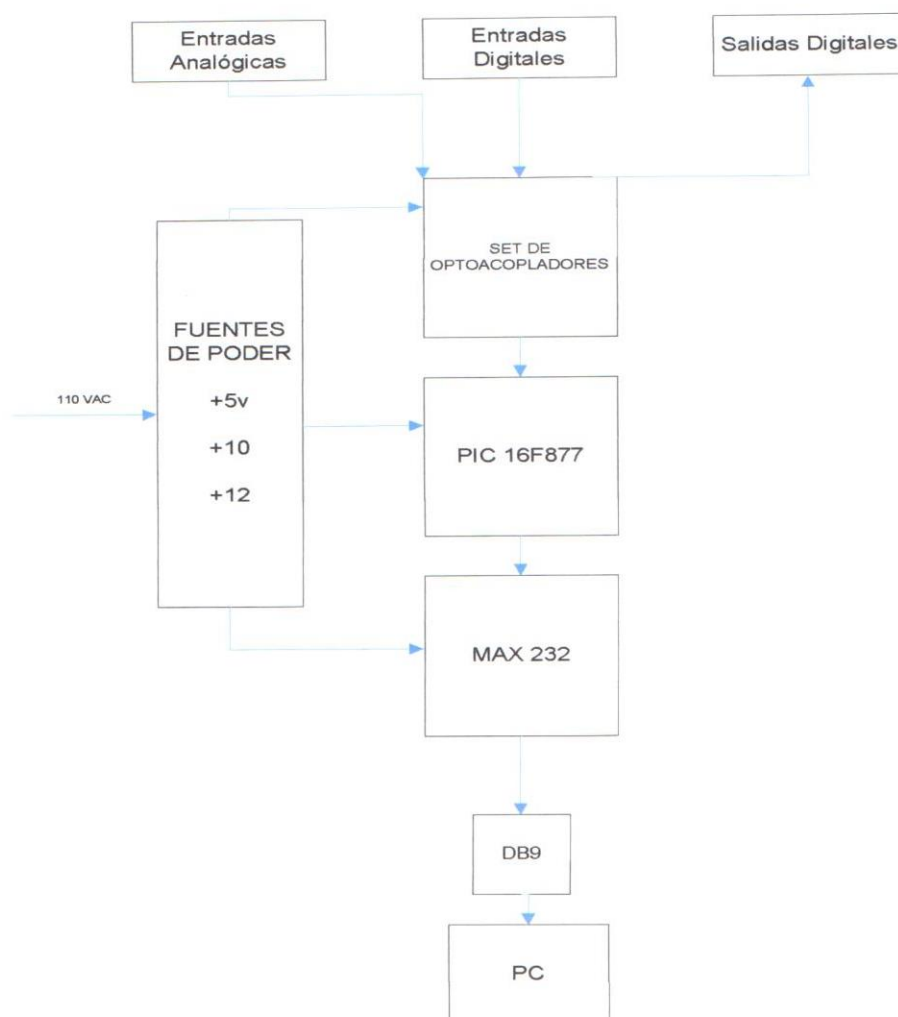 Entradas
Analógicas
Entradas
Digitales
Salidas Digitales
SET DE
OPTOACOPLADORES
FUENTES
DE PODER
+5v
+10
+12
110 VAC
PIC 16F877
MAX 232
DB9
PC